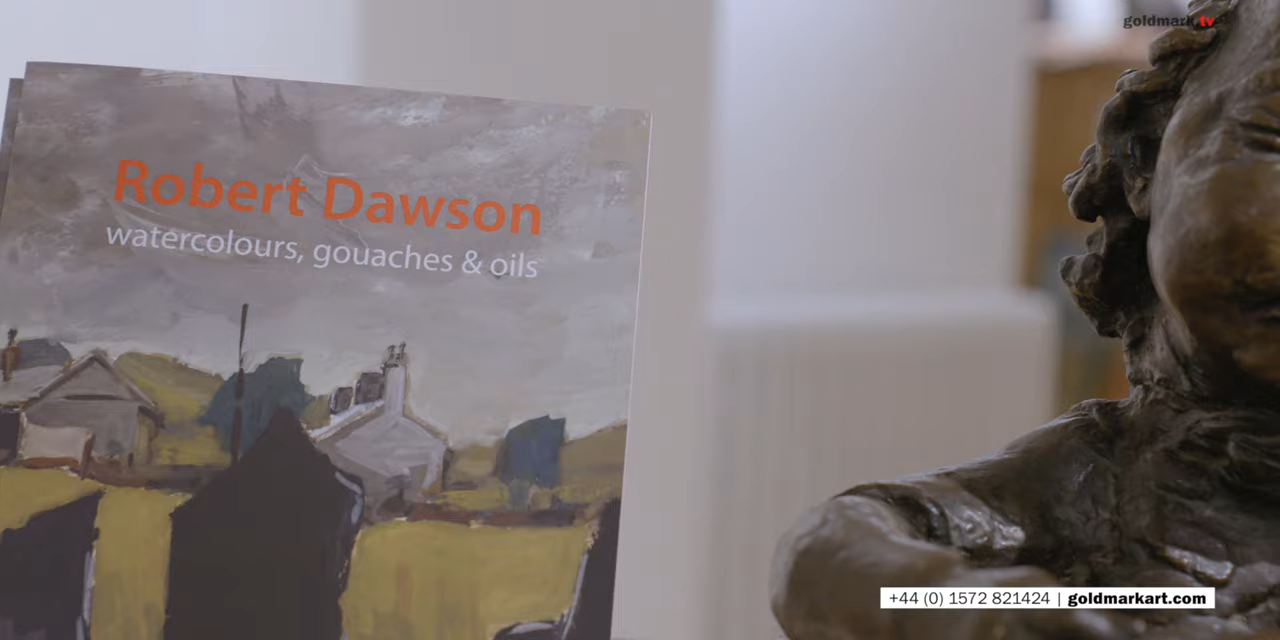 goldmark.tv
Robert Dawson
watercolours, gouaches & oils
+44 (0) 1572 821424 | goldmarkart.com